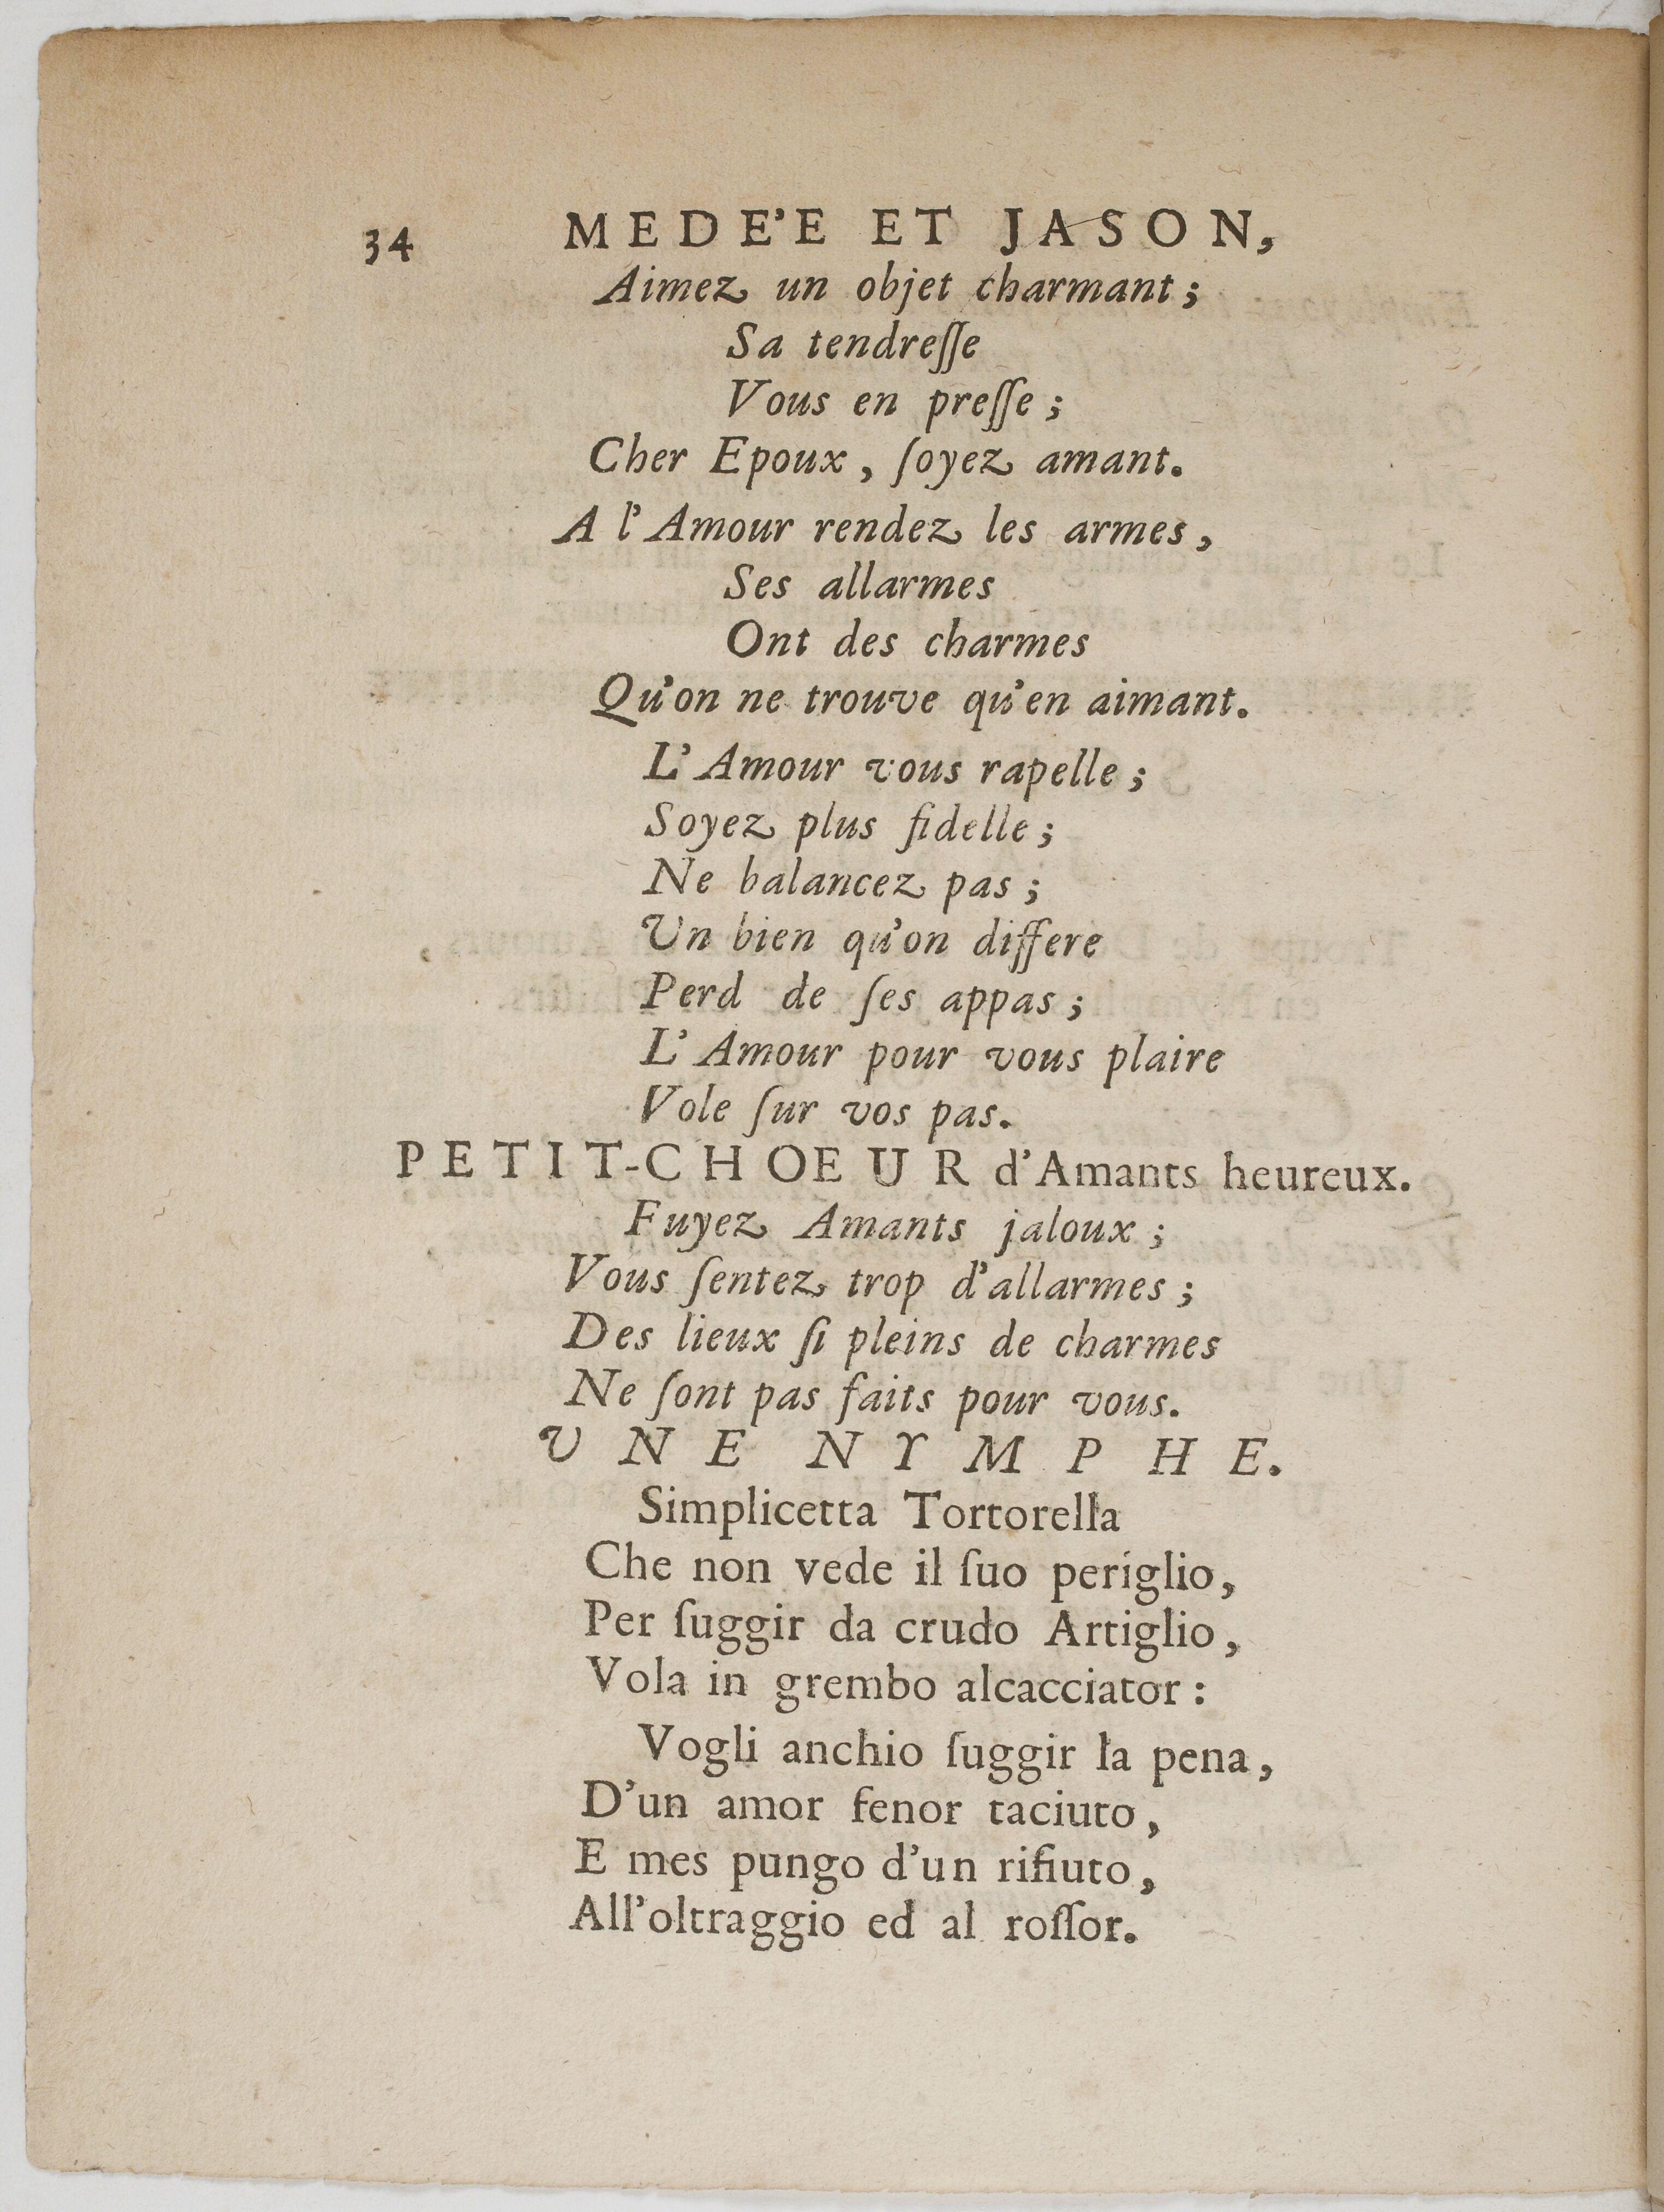 34 MEDE'E ET JASON,
Aimez un objet charmant ;
Sa tendreſſe
Vous en preſſe ;
Cher Epoux, ſoyez amant.
A l'Amour rendez les armes,
Ses allarmes
Ont des charmes
Qu'on ne trouve qu'en aimant.
L'Amour vous rapelle ;
Soyez plus fidelle ;
Ne balancez pas ;
Un bien qu'on differe
Perd de ſes appas ;
L'Amour pour vous plaire
Vole ſur vos pas.
PETIT-CHOEUR d'Amants heureux.
Fuyez Amants jaloux ;
Vous ſentez trop d'allarmes ;
Des lieux ſi pleins de charmes
Ne ſont pas faits pour vous.
UNE NYMPHE.
Simplicetta Tortorella
Che non vede il ſuo periglio,
Per ſuggir da crudo Artiglio,
Vola in grembo alcacciator :
Vogli anchio ſuggir la pena,
D'un amor fenor taciuto,
E mes pungo d'un rifiuto,
All'oltraggio ed al roſſor.